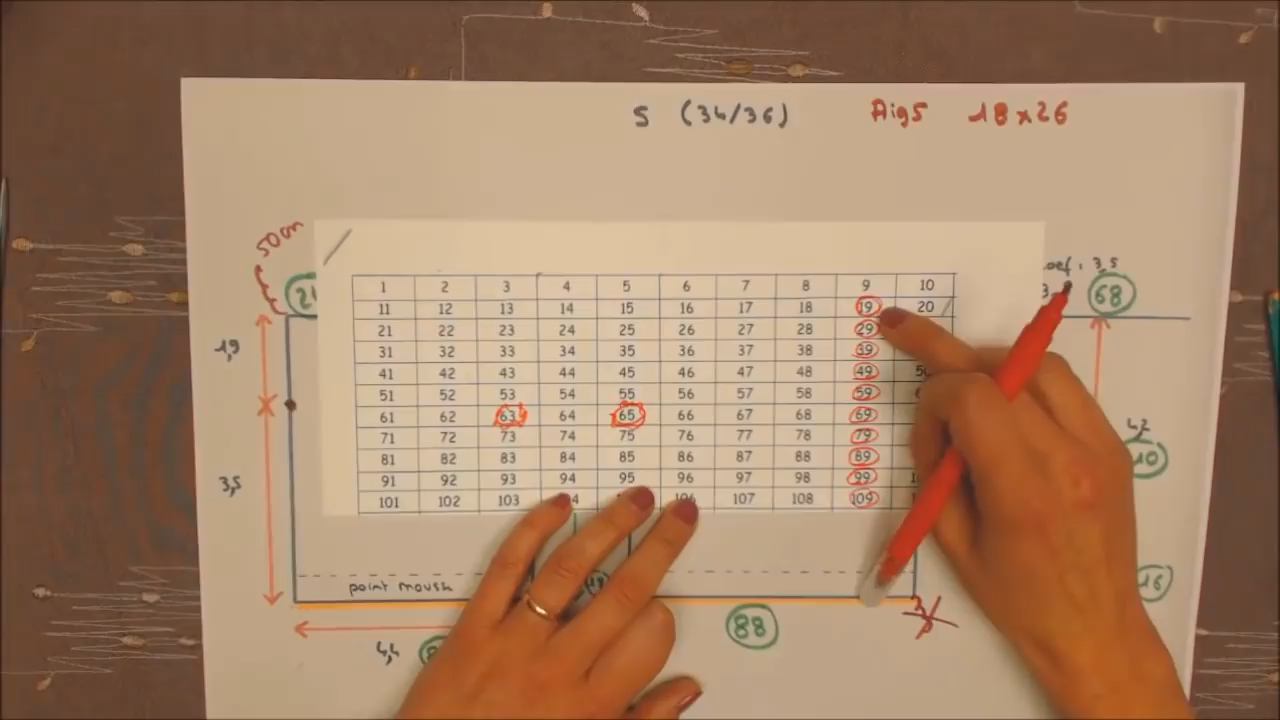 S (34/36) Aig5 18x26
50cm
3,5
68
1 2 3 4 5 6 7 8 9 10
11 12 13 14 15 16 17 18 19 20
21 22 23 24 25 26 27 28 29
31 32 33 34 35 36 37 38 39
41 42 43 44 45 46 47 48 49
51 52 53 54 55 56 57 58 59
61 62 63 64 65 66 67 68 69
71 72 73 74 75 76 77 78 79
81 82 83 84 85 86 87 88 89
91 92 93 94 95 96 97 98 99
101 102 103 106 107 108 109
1,9
3,5
point mousse
88
4,4